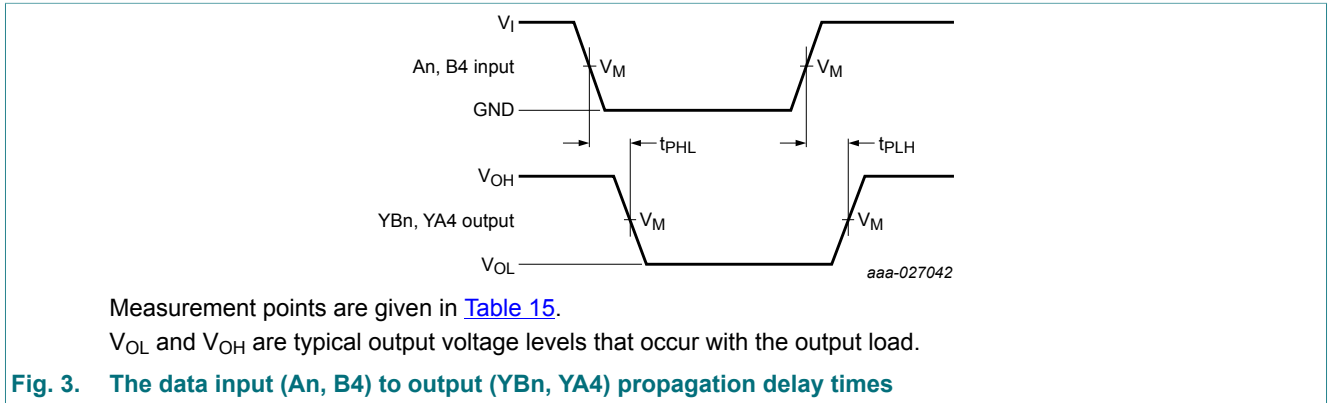 VI
An, B4 input
VM
VM
GND
tPHL
tPLH
VOH
YBn, YA4 output
VM
VM
VOL
aaa-027042
Measurement points are given in Table 15.
VOL and VOH are typical output voltage levels that occur with the output load.
Fig. 3. The data input (An, B4) to output (YBn, YA4) propagation delay times